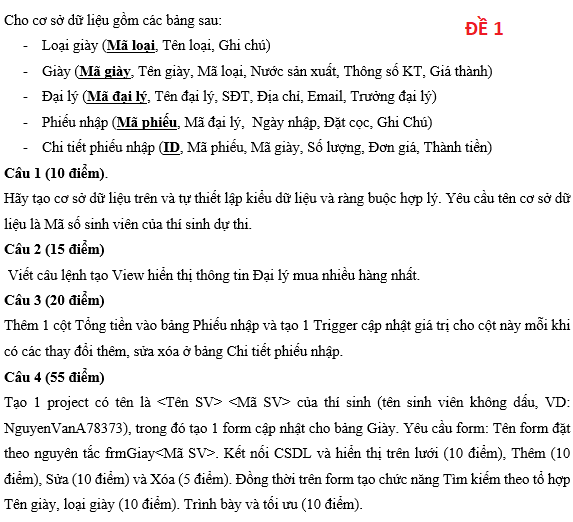 Cho cơ sở dữ liệu gồm các bảng sau:
ĐỀ 1
- Loại giày (Mã loại, Tên loại, Ghi chú)
- Giày (Mã giày, Tên giày, Mã loại, Nước sản xuất, Thông số KT, Giá thành)
- Đại lý (Mã đại lý, Tên đại lý, SĐT, Địa chỉ, Email, Trưởng đại lý)
- Phiếu nhập (Mã phiếu, Mã đại lý, Ngày nhập, Đặt cọc, Ghi Chú)
- Chi tiết phiếu nhập (ID, Mã phiếu, Mã giày, Số lượng, Đơn giá, Thành tiền)
Câu 1 (10 điểm).
Hãy tạo cơ sở dữ liệu trên và tự thiết lập kiểu dữ liệu và ràng buộc hợp lý. Yêu cầu tên cơ sở dữ
liệu là Mã số sinh viên của thí sinh dự thi.
Câu 2 (15 điểm)
Viết câu lệnh tạo View hiển thị thông tin Đại lý mua nhiều hàng nhất.
Câu 3 (20 điểm)
Thêm 1 cột Tổng tiền vào bảng Phiếu nhập và tạo 1 Trigger cập nhật giá trị cho cột này mỗi khi
có các thay đổi thêm, sửa xóa ở bảng Chi tiết phiếu nhập.
Câu 4 (55 điểm)
Tạo 1 project có tên là <Tên SV> <Mã SV> của thí sinh (tên sinh viên không dấu, VD:
NguyenVanA78373), trong đó tạo 1 form cập nhật cho bảng Giày. Yêu cầu form: Tên form đặt
theo nguyên tắc frmGiay<Mã SV>. Kết nối CSDL và hiển thị trên lưới (10 điểm), Thêm (10
điểm), Sửa (10 điểm) và Xóa (5 điểm). Đồng thời trên form tạo chức năng Tìm kiếm theo tổ hợp
Tên giày, loại giày (10 điểm). Trình bày và tối ưu (10 điểm).